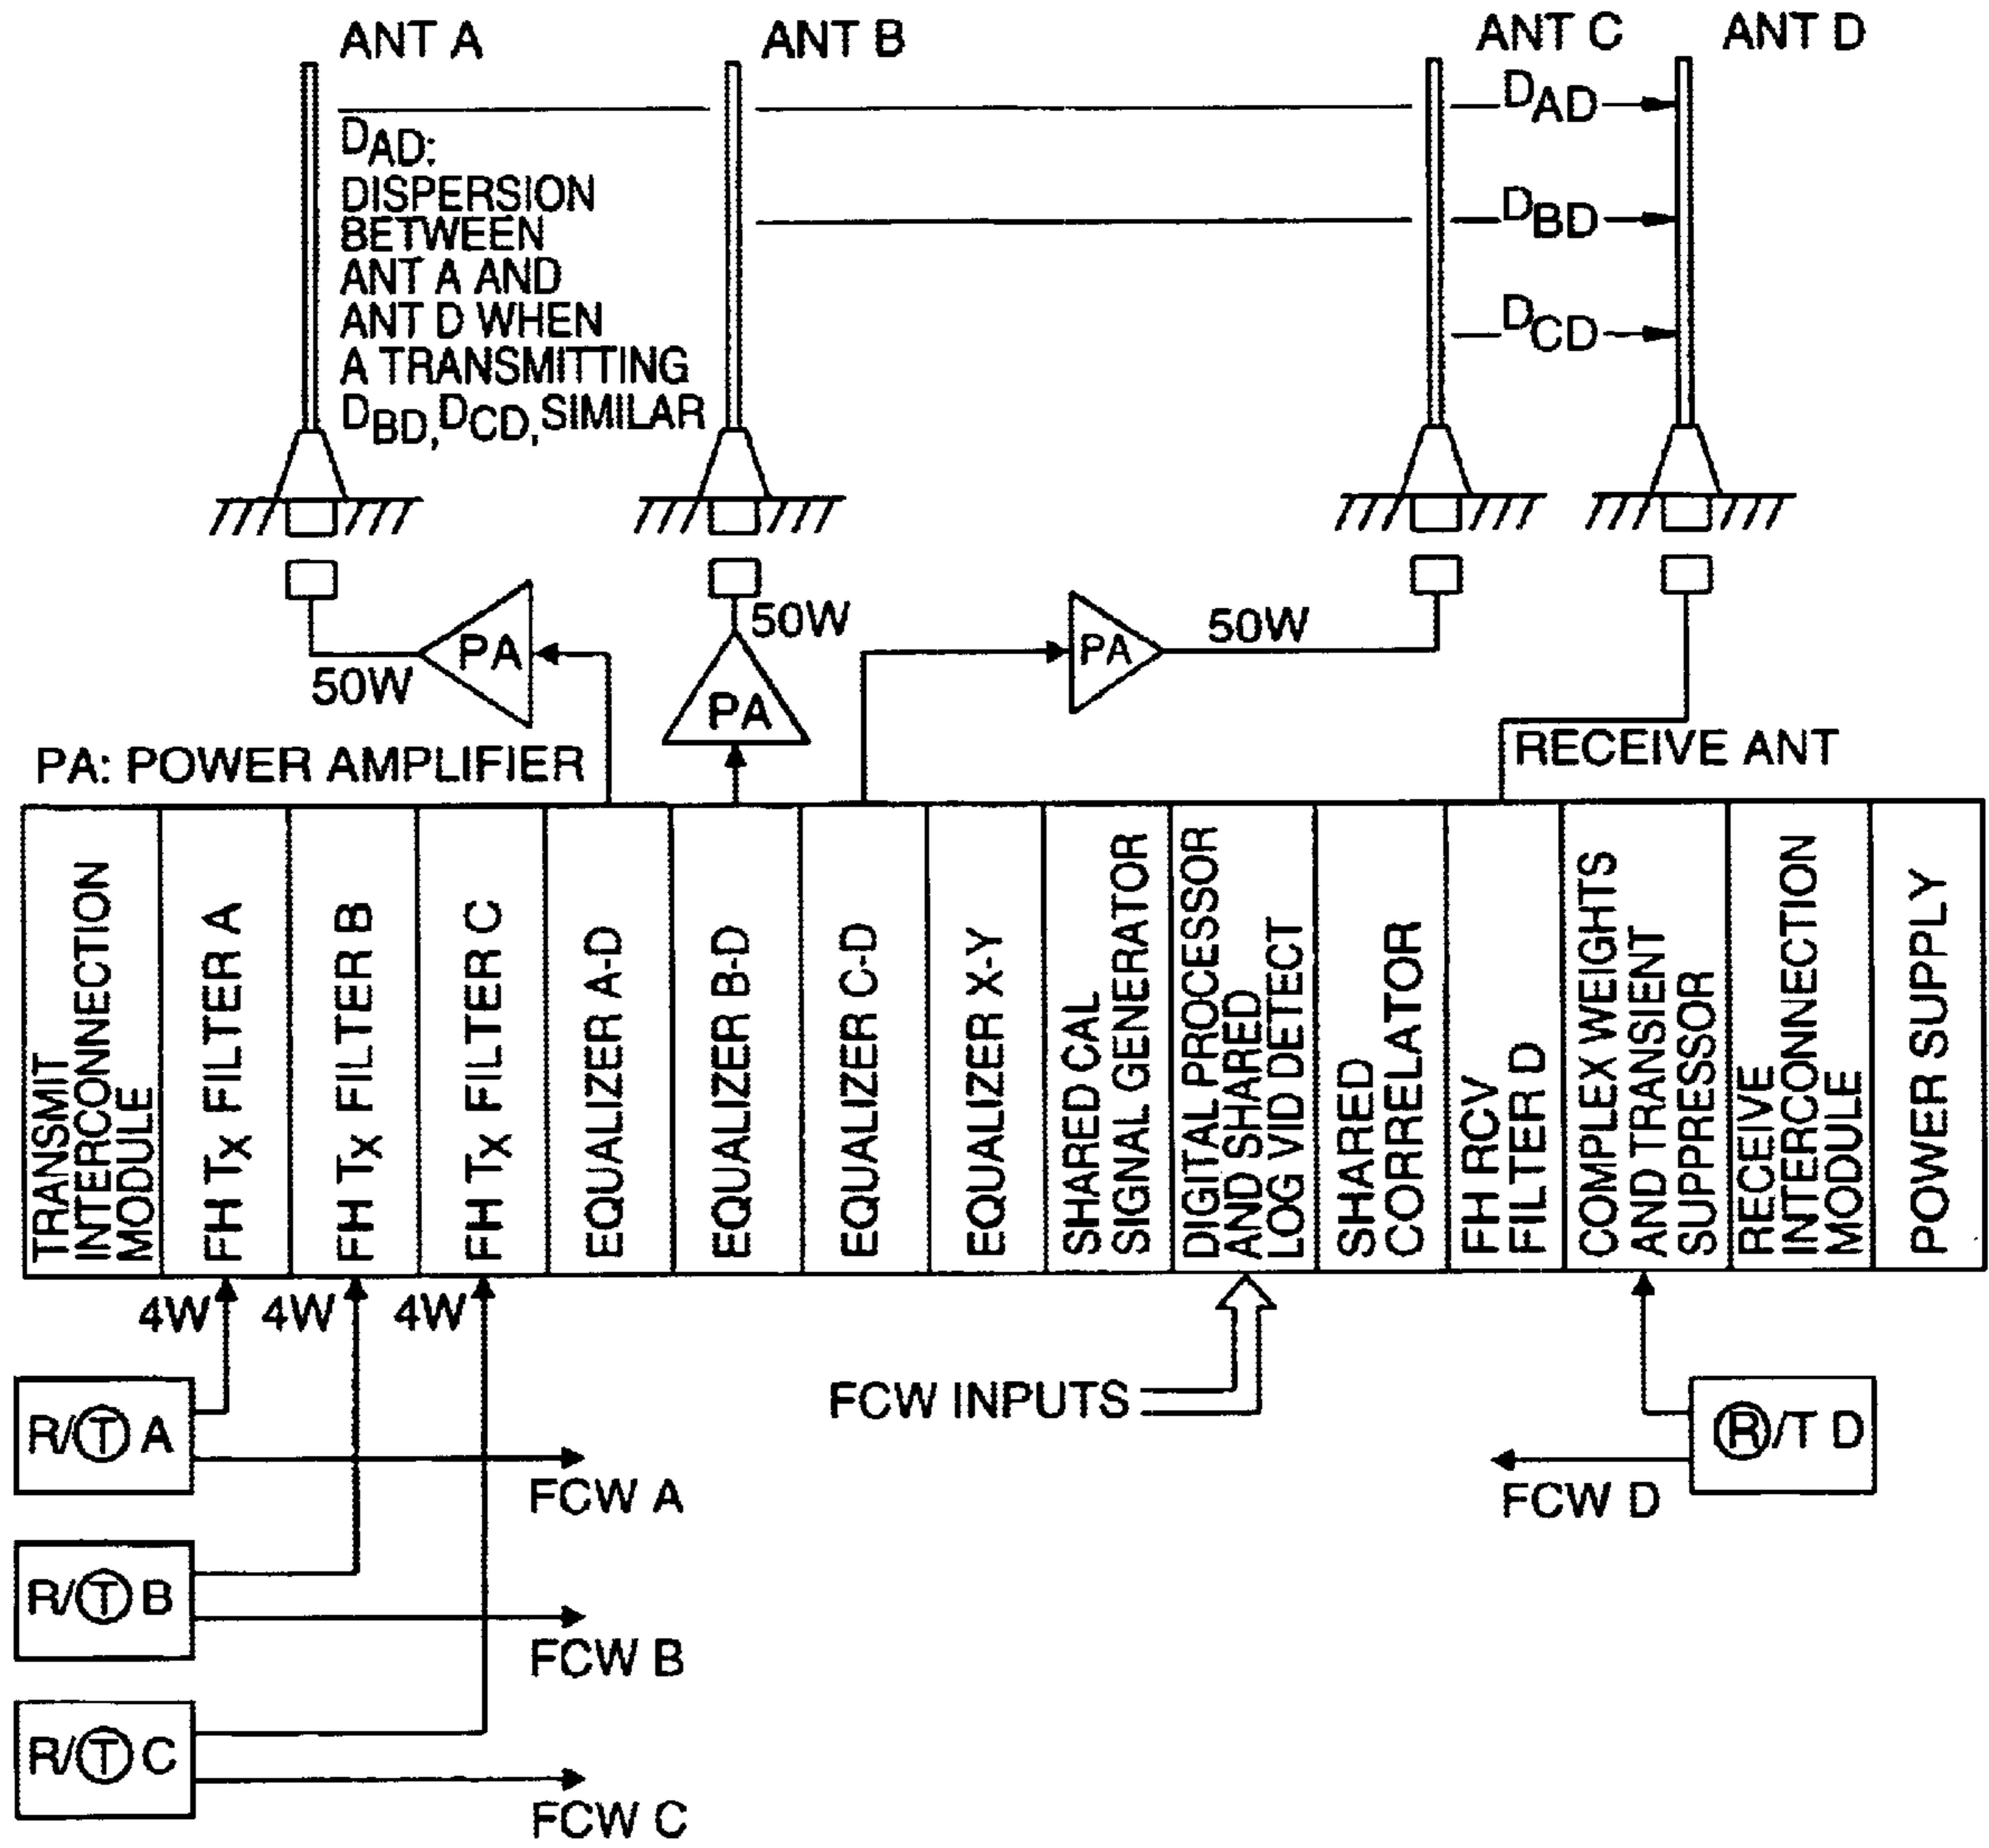 ANT A
ANT B
ANT C
ANT D
DAD
DBD
DCD
DAD:
DISPERSION
BETWEEN
ANT A AND
ANT D WHEN
A TRANSMITTING
DBD, DCD, SIMILAR
PA
50W
PA
50W
PA
50W
PA: POWER AMPLIFIER
RECEIVE ANT
TRANSMIT
INTERCONNECTION
MODULE
FH TX FILTER A
FH TX FILTER B
FH TX FILTER C
EQUALIZER A-D
EQUALIZER B-D
EQUALIZER C-D
EQUALIZER X-Y
SHARED CAL
SIGNAL GENERATOR
DIGITAL PROCESSOR
AND SHARED
LOG VID DETECT
SHARED
CORRELATOR
FH RCV
FILTER D
COMPLEX WEIGHTS
AND TRANSIENT
SUPPRESSOR
RECEIVE
INTERCONNECTION
MODULE
POWER SUPPLY
4W
4W
4W
R/T A
FCW A
R/T B
FCW B
R/T C
FCW C
FCW INPUTS
R/T D
FCW D